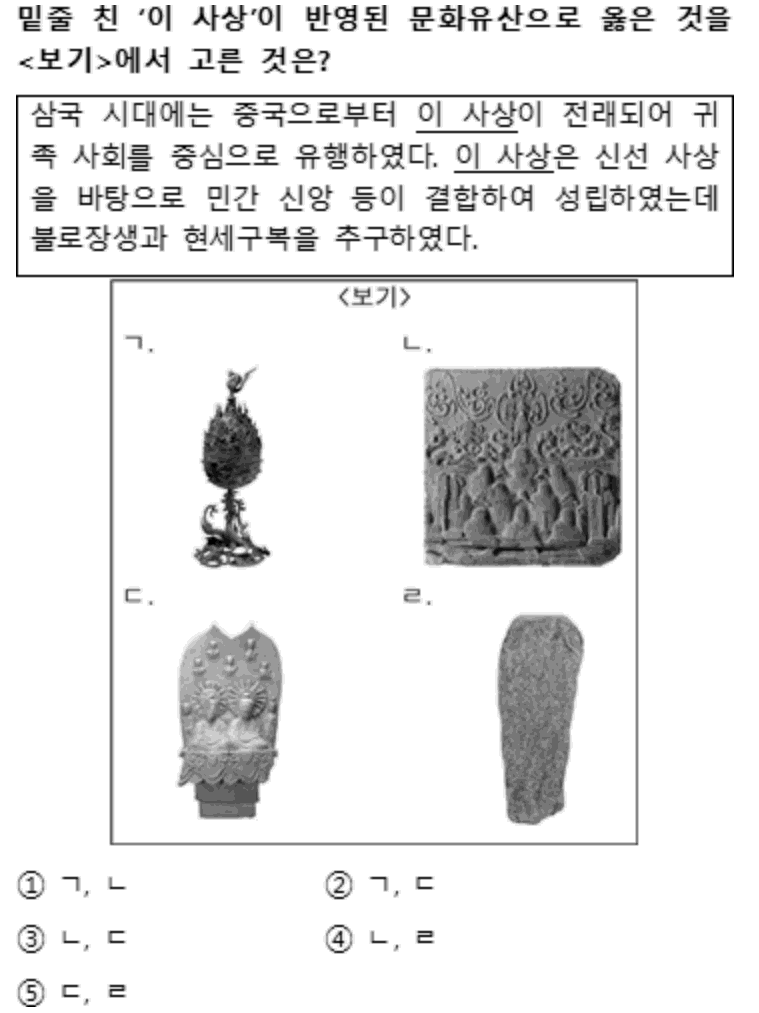 밑줄 친 ‘이 사상’이 반영된 문화유산으로 옳은 것을
<보기>에서 고른 것은?
삼국 시대에는 중국으로부터 이 사상이 전래되어 귀
족 사회를 중심으로 유행하였다. 이 사상은 신선 사상
을 바탕으로 민간 신앙 등이 결합하여 성립하였는데
불로장생과 현세구복을 추구하였다.
<보기>
ㄱ. ㄴ.
ㄷ. ㄹ.
① ㄱ, ㄴ ② ㄱ, ㄷ
③ ㄴ, ㄷ ④ ㄴ, ㄹ
⑤ ㄷ, ㄹ